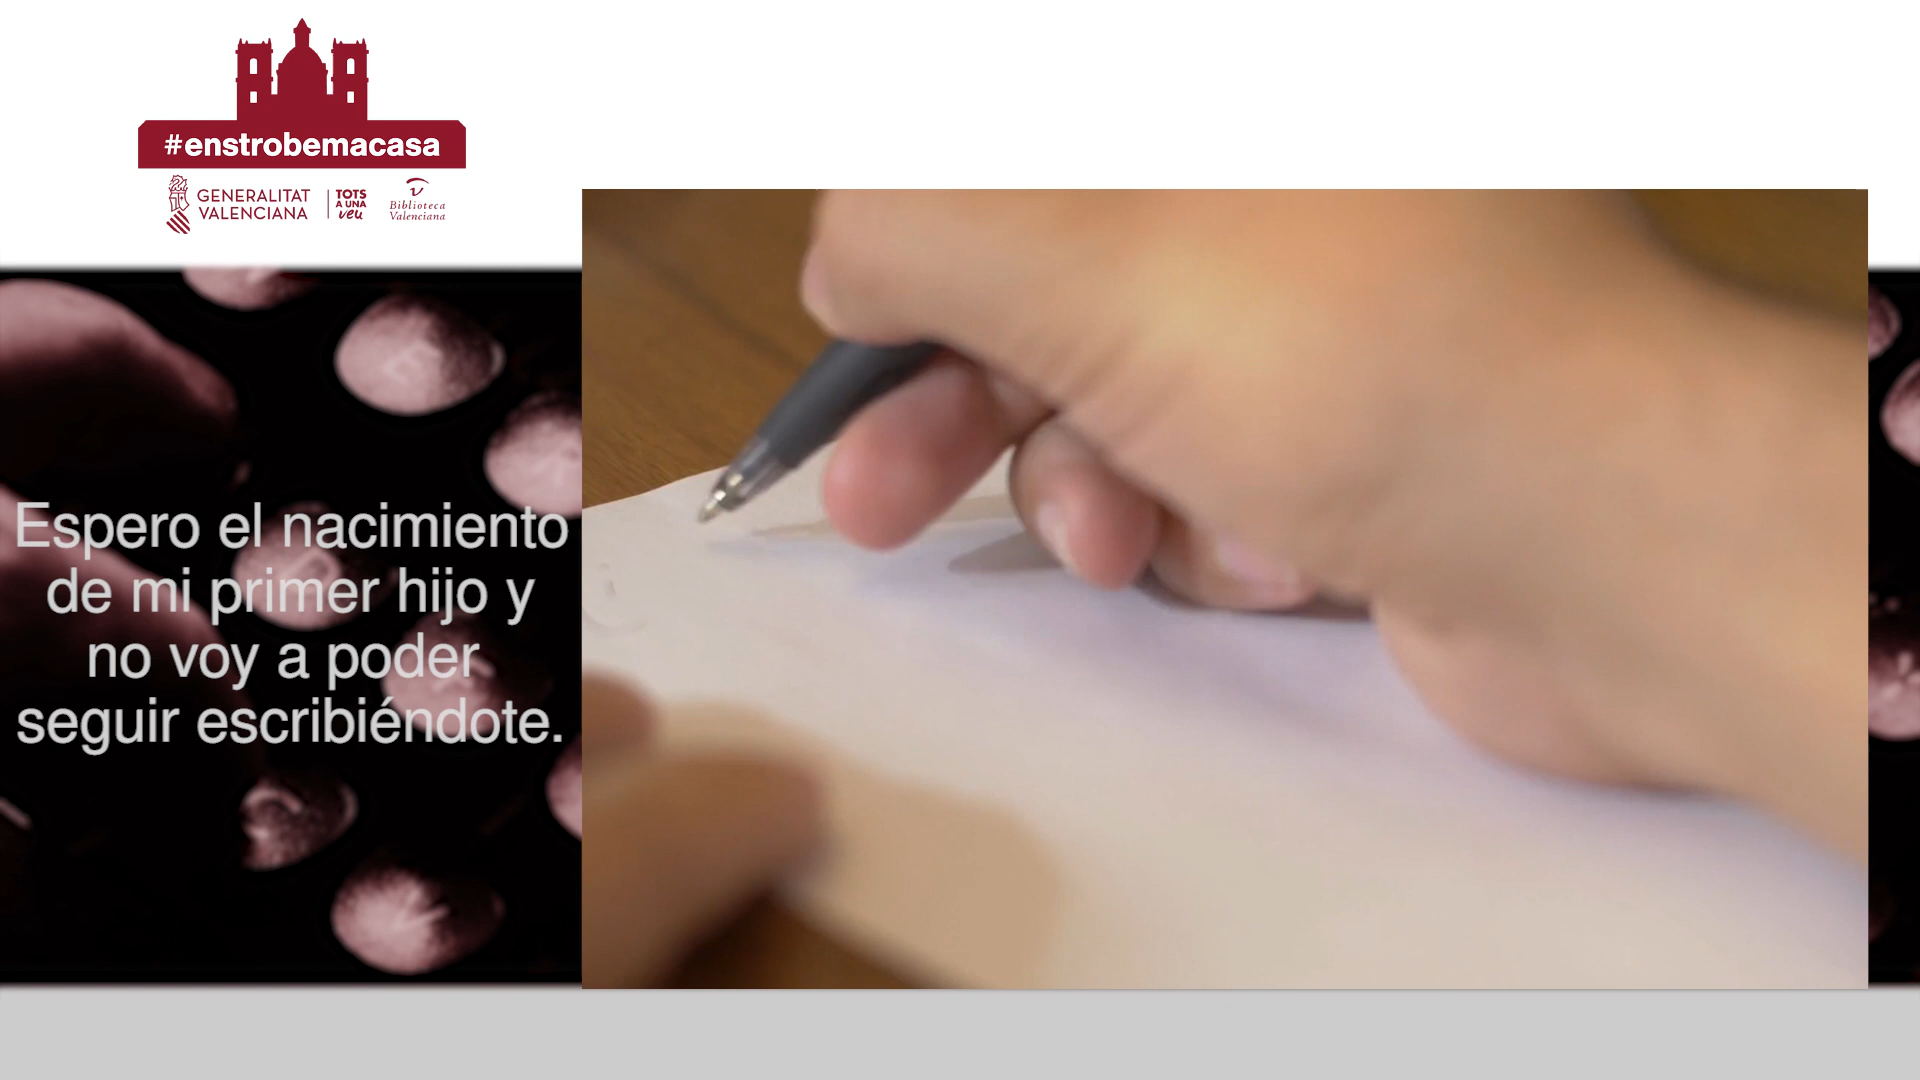 #enstrobemacasa
GENERALITAT
VALENCIANA
TOTS
A UNA
veu
Biblioteca
Valenciana
Espero el nacimiento
de mi primer hijo y
no voy a poder
seguir escribiéndote.